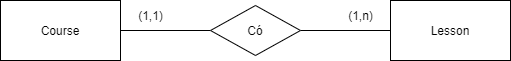 Course
(1,1)
Có
(1,n)
Lesson